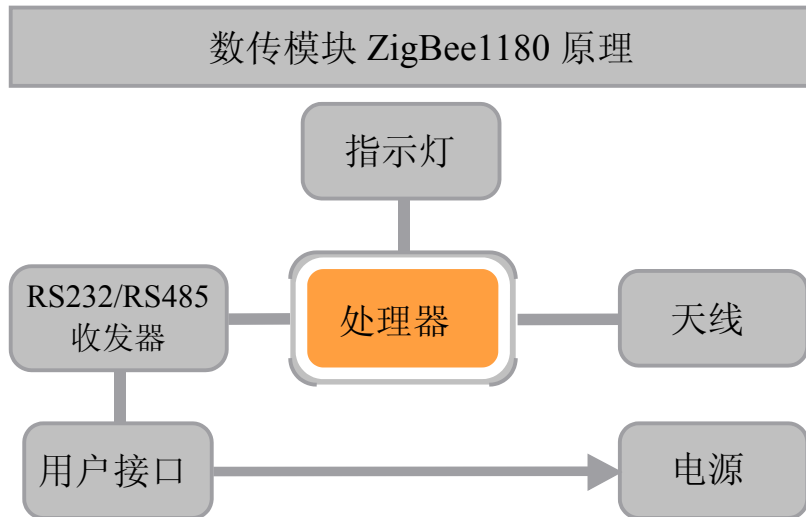 数传模块 ZigBee1180 原理
指示灯
RS232/RS485
收发器
处理器
天线
用户接口
电源